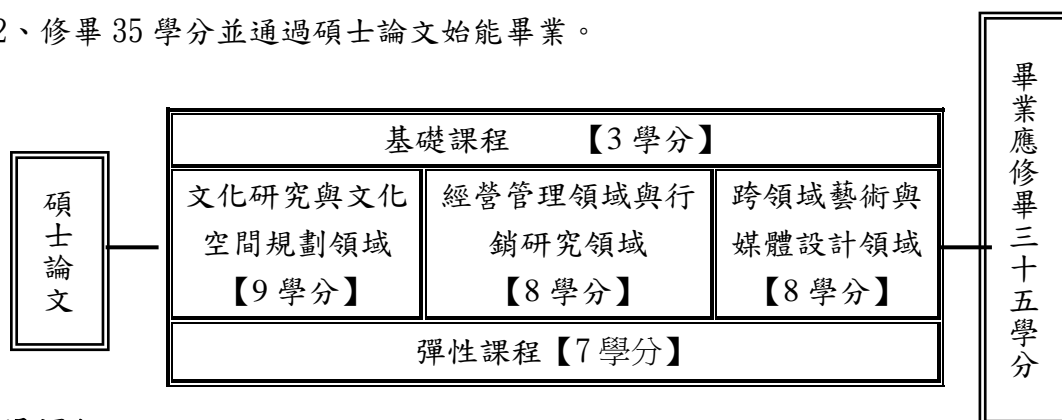 2、修畢 35 學分並通過碩士論文始能畢業。
碩士論文
基礎課程 【3 學分】
文化研究與文化
空間規劃領域
【9 學分】
經營管理領域與行
銷研究領域
【8 學分】
跨領域藝術與
媒體設計領域
【8 學分】
彈性課程【7 學分】
畢業應修畢三十五學分